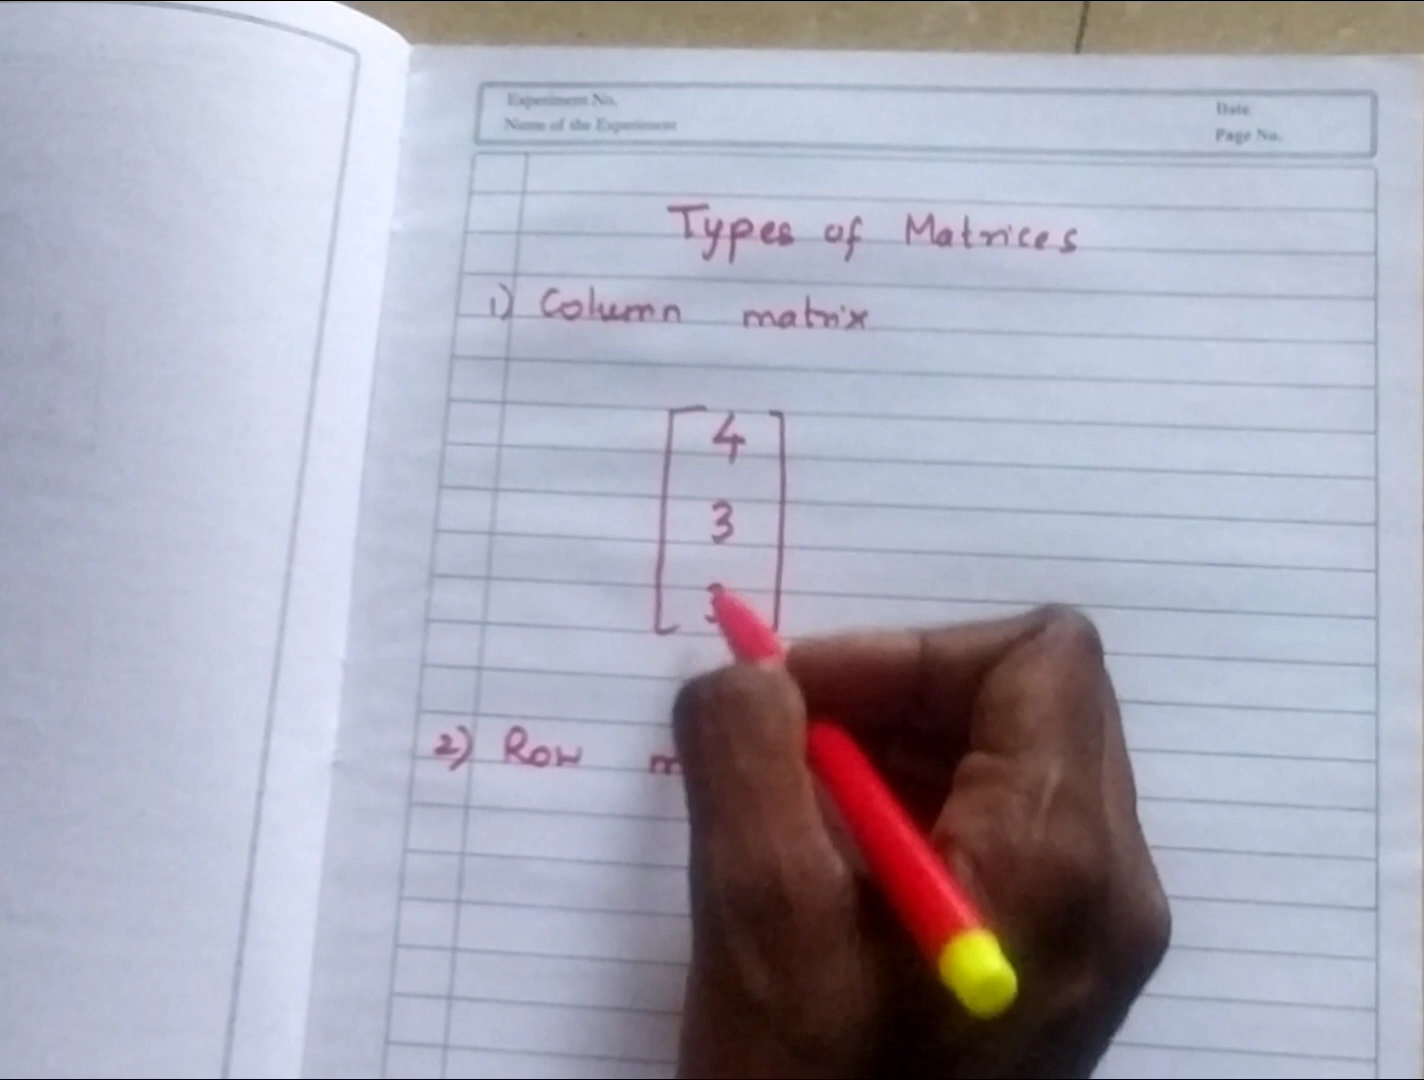 Experiment No.
Date
Name of the Experiment
Page No.
Types of Matrices
1) Column matrix
4
3
2) Row